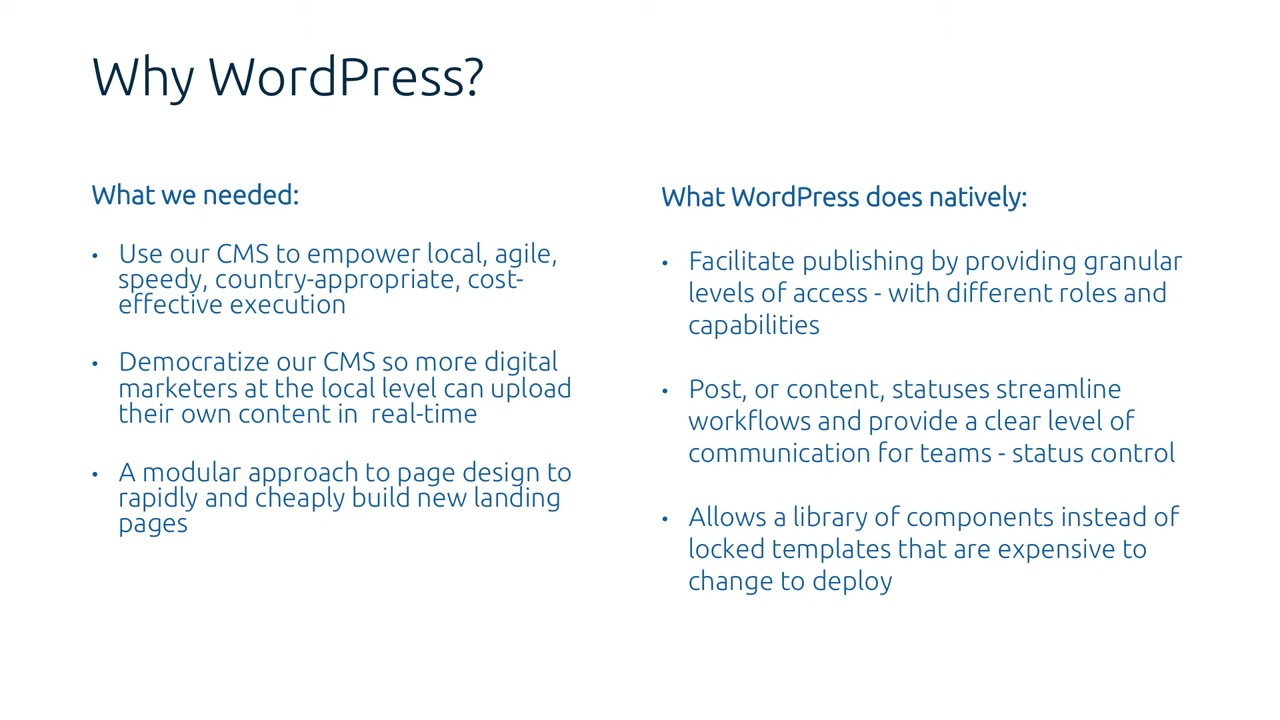 Why WordPress?
What we needed:
• Use our CMS to empower local, agile,
speedy, country-appropriate, cost-
effective execution
• Democratize our CMS so more digital
marketers at the local level can upload
their own content in  real-time
• A modular approach to page design to
rapidly and cheaply build new landing
pages
What WordPress does natively:
• Facilitate publishing by providing granular
levels of access - with different roles and
capabilities
• Post, or content, statuses streamline
workflows and provide a clear level of
communication for teams - status control
• Allows a library of components instead of
locked templates that are expensive to
change to deploy